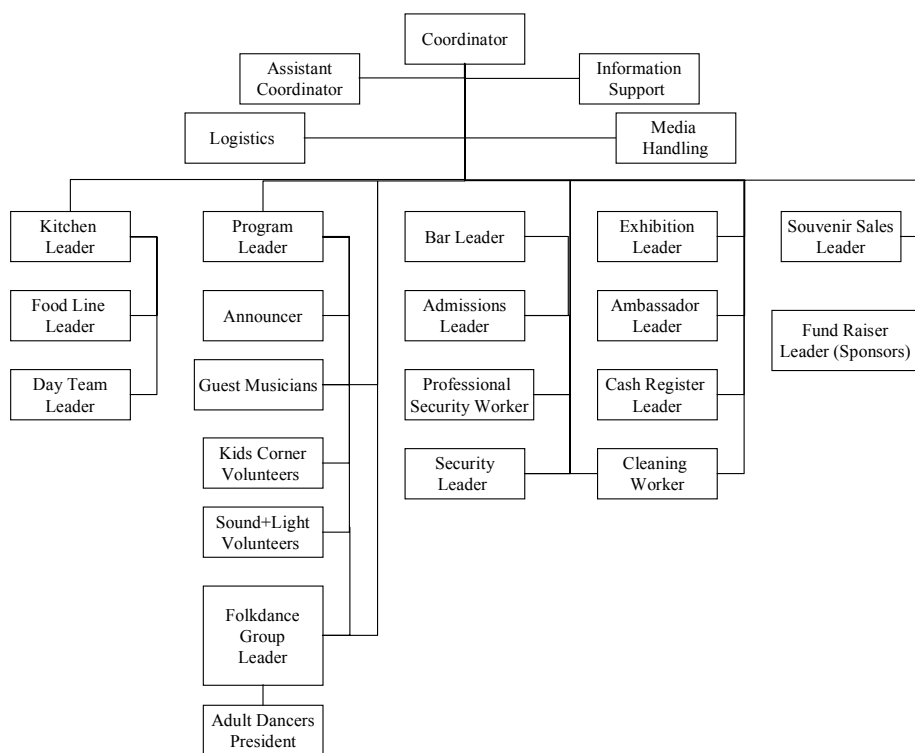 Coordinator
Assistant
Coordinator
Information
Support
Logistics
Media
Handling
Kitchen
Leader
Food Line
Leader
Day Team
Leader
Program
Leader
Announcer
Guest Musicians
Kids Corner
Volunteers
Sound+Light
Volunteers
Folkdance
Group
Leader
Adult Dancers
President
Bar Leader
Admissions
Leader
Professional
Security Worker
Security
Leader
Exhibition
Leader
Ambassador
Leader
Cash Register
Leader
Cleaning
Worker
Souvenir Sales
Leader
Fund Raiser
Leader (Sponsors)